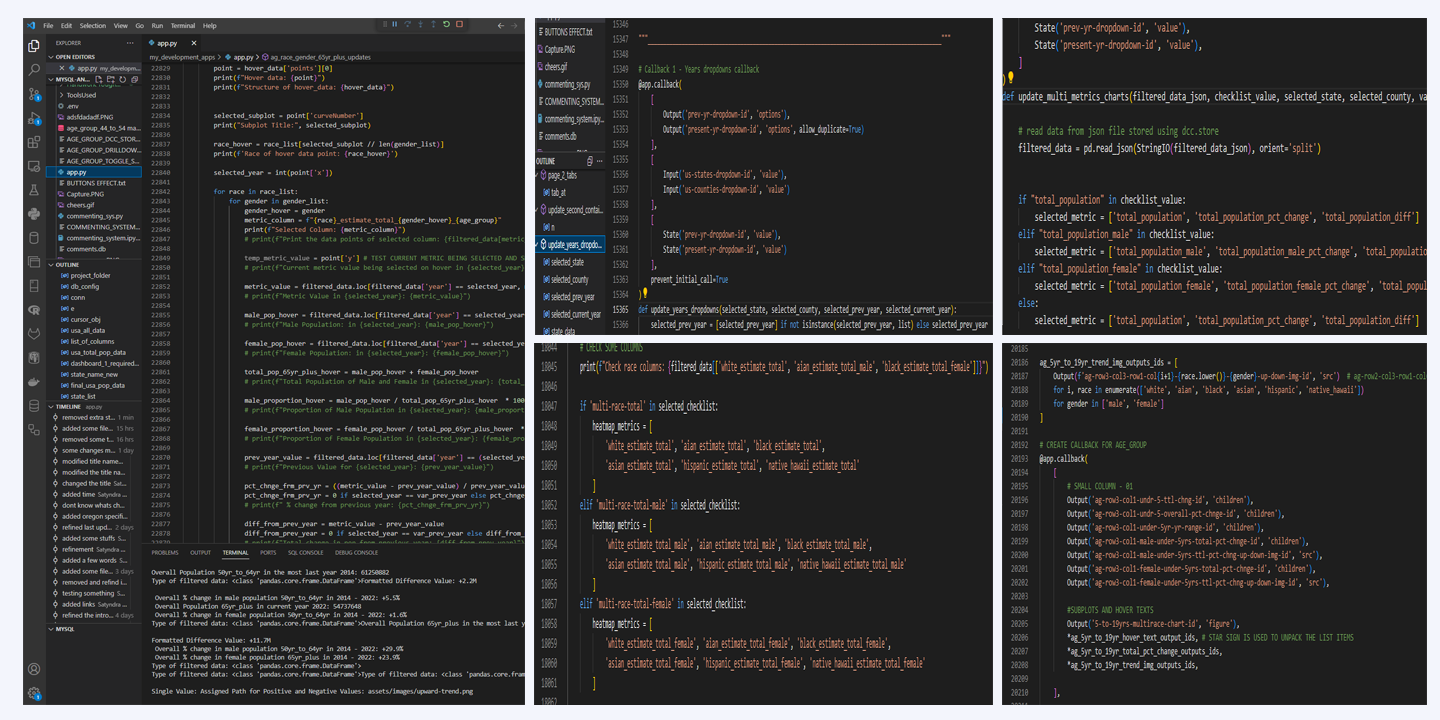 File Edit Selection View Go Run Terminal Help
EXPLORER
OPEN EDITORS
app.py my_developm...
MYSQL-AN...
ToolsUsed
.env
adsfdadadf.PNG
age_group_44_to_54 ma...
AGE_GROUP_DCC_STOR...
AGE_GROUP_DRILLDOW...
AGE_GROUP_TOGGLE_S...
app.py
BUTTONS EFFECT.txt
Capture.PNG
cheers.gif
commenting_sys.py
COMMENTING_SYSTEM...
commenting_system.ipy...
comments.db
OUTLINE
project_folder
db_config
conn
e
cursor_obj
usa_all_data
list_of_columns
usa_total_pop_data
dashboard_1_required...
state_name_new
final_usa_pop_data
state_list
TIMELINE app.py
removed extra st... 1 min
added some file... 15 hrs
removed some t... 16 hrs
some changes m... 1 day
modified title name...
modified the title na...
changed the title Sat...
added time Satyndra ...
dont know whats ch...
added oregon specifi...
refined last upd... 2 days
added some stuffs S...
refinement Satyndra ...
added a few words S...
added some file... 3 days
removed and refind i...
testing something S...
added links Satyndra ...
refined the intro... 4 days
MYSQL
app.py
my_development_apps > app.py > ag_race_gender_65yr_plus_updates
22829 point = hover_data['points'][0]
22830 print(f"Hover data: {point}")
22831 print(f"Structure of hover_data: {hover_data}")
22832
22833
22834 selected_subplot = point['curveNumber']
22835 print("Subplot Title:", selected_subplot)
22836
22837 race_hover = race_list[selected_subplot // len(gender_list)]
22838 print(f'Race of hover data point: {race_hover}')
22839
22840 selected_year = int(point['x'])
22841
22842 for race in race_list:
22843 for gender in gender_list:
22844 gender_hover = gender
22845 metric_column = f"{race}_estimate_total_{gender_hover}_{age_group}"
22846 print(f"Selected Column: {metric_column}")
22847 # print(f"Print the data points of selected column: {filtered_data[metric
22848
22849 temp_metric_value = point['y'] # TEST CURRENT METRIC BEING SELECTED AND S
22850 # print(f"Current metric value being selected on hover in {selected_year}
22851
22852 metric_value = filtered_data.loc[filtered_data['year'] == selected_year,
22853 # print(f"Metric Value in {selected_year}: {metric_value}")
22854
22855 male_pop_hover = filtered_data.loc[filtered_data['year'] == selected_year
22856 # print(f"Male Population: in {selected_year}: {male_pop_hover}")
22857
22858 female_pop_hover = filtered_data.loc[filtered_data['year'] == selected_ye
22859 # print(f"Female Population: in {selected_year}: {female_pop_hover}")
22860
22861 total_pop_65yr_plus_hover = male_pop_hover + female_pop_hover
22862 # print(f"Total Population of Male and Female in {selected_year}: {total_
22863
22864 male_proportion_hover = male_pop_hover / total_pop_65yr_plus_hover * 100
22865 # print(f"Proportion of Male Population in {selected_year}: {male_proport
22866
22867 female_proportion_hover = female_pop_hover / total_pop_65yr_plus_hover *
22868 # print(f"Proportion of Female Population in {selected_year}: {female_pro
22869
22870 prev_year_value = filtered_data.loc[filtered_data['year'] == (selected_ye
22871 # print(f"Previous Value for {selected_year}: {prev_year_value}")
22872
22873 pct_chnge_frm_prv_yr = ((metric_value - prev_year_value) / prev_year_valu
22874 pct_chnge_frm_prv_yr = 0 if selected_year == var_prev_year else pct_chnge
22875 # print(f" % change from previous year: {pct_chnge_frm_prv_yr}")
22876
22877 diff_from_prev_year = metric_value - prev_year_value
22878 diff_from_prev_year = 0 if selected_year == var_prev_year else diff_from_
PROBLEMS OUTPUT TERMINAL PORTS SQL CONSOLE DEBUG CONSOLE
Overall Population 50yr_to_64yr in the most last year 2014: 61250882
Type of filtered data: <class 'pandas.core.frame.DataFrame'>Formatted Difference Value: +2.2M
Overall % change in male population 50yr_to_64yr in 2014 - 2022: +5.5%
Overall Population 65yr_plus in current year 2022: 54737648
Overall % change in female population 50yr_to_64yr in 2014 - 2022: +1.6%
Type of filtered data: <class 'pandas.core.frame.DataFrame'>Overall Population 65yr_plus in the most last y
Formatted Difference Value: +11.7M
Overall % change in male population 65yr_plus in 2014 - 2022: +29.9%
Overall % change in female population 65yr_plus in 2014 - 2022: +23.9%
Type of filtered data: <class 'pandas.core.frame.DataFrame'>
Type of filtered data: <class 'pandas.core.frame.DataFrame'>Type of filtered data: <class 'pandas.core.fram
Single Value: Assigned Path for Positive and Negative Values: assets/images/upward-trend.png
BUTTONS EFFECT.txt
Capture.PNG
cheers.gif
commenting_sys.py
COMMENTING_SYSTEM...
commenting_system.ipy...
comments.db
OUTLINE
page_2_tabs
tab_at
update_second_contai...
n
update_years_dropdo...
selected_state
selected_county
selected_prev_year
selected_current_year
state_data
15346
15347 """___"""
15348
15349 # Callback 1 - Years dropdowns callback
15350 @app.callback(
15351 [
15352 Output('prev-yr-dropdown-id', 'options'),
15353 Output('present-yr-dropdown-id', 'options', allow_duplicate=True)
15354 ],
15355 [
15356 Input('us-states-dropdown-id', 'value'),
15357 Input('us-counties-dropdown-id', 'value')
15358 ],
15359 [
15360 State('prev-yr-dropdown-id', 'value'),
15361 State('present-yr-dropdown-id', 'value')
15362 ],
15363 prevent_initial_call=True
15364 )
15365 def update_years_dropdowns(selected_state, selected_county, selected_prev_year, selected_current_year):
15366 selected_prev_year = [selected_prev_year] if not isinstance(selected_prev_year, list) else selected_prev_year
State('prev-yr-dropdown-id', 'value'),
State('present-yr-dropdown-id', 'value'),
]
)
def update_multi_metrics_charts(filtered_data_json, checklist_value, selected_state, selected_county, va
# read data from json file stored using dcc.store
filtered_data = pd.read_json(StringIO(filtered_data_json), orient='split')
if "total_population" in checklist_value:
selected_metric = ['total_population', 'total_population_pct_change', 'total_population_diff']
elif "total_population_male" in checklist_value:
selected_metric = ['total_population_male', 'total_population_male_pct_change', 'total_populatio
elif "total_population_female" in checklist_value:
selected_metric = ['total_population_female', 'total_population_female_pct_change', 'total_popul
else:
selected_metric = ['total_population', 'total_population_pct_change', 'total_population_diff']
18044 # CHECK SOME COLUMNS
18045 print(f"Check race columns: {filtered_data[['white_estimate_total', 'aian_estimate_total_male', 'black_estimate_total_female']]}")
18046
18047 if 'multi-race-total' in selected_checklist:
18048 heatmap_metrics = [
18049 'white_estimate_total', 'aian_estimate_total', 'black_estimate_total',
18050 'asian_estimate_total', 'hispanic_estimate_total', 'native_hawaii_estimate_total'
18051 ]
18052 elif 'multi-race-total-male' in selected_checklist:
18053 heatmap_metrics = [
18054 'white_estimate_total_male', 'aian_estimate_total_male', 'black_estimate_total_male',
18055 'asian_estimate_total_male', 'hispanic_estimate_total_male', 'native_hawaii_estimate_total_male'
18056 ]
18057 elif 'multi-race-total-female' in selected_checklist:
18058 heatmap_metrics = [
18059 'white_estimate_total_female', 'aian_estimate_total_female', 'black_estimate_total_female',
18060 'asian_estimate_total_female', 'hispanic_estimate_total_female', 'native_hawaii_estimate_total_female'
18061 ]
18062
20185
20186 ag_5yr_to_19yr_trend_img_outputs_ids = [
20187 Output(f'ag-row3-col3-row1-col{i+1}-{race.lower()}-{gender}-up-down-img-id', 'src') # ag-row2-col3-row1-col
20188 for i, race in enumerate(['white', 'aian', 'black', 'asian', 'hispanic', 'native_hawaii'])
20189 for gender in ['male', 'female']
20190 ]
20191
20192 # CREATE CALLBACK FOR AGE_GROUP
20193 @app.callback(
20194 [
20195 # SMALL COLUMN - 01
20196 Output('ag-row3-col1-undr-5-ttl-chng-id', 'children'),
20197 Output('ag-row3-col1-undr-5-overall-pct-chnge-id', 'children'),
20198 Output('ag-row3-col1-under-5yr-yr-range-id', 'children'),
20199 Output('ag-row3-col1-male-under-5yrs-total-pct-chnge-id', 'children'),
20200 Output('ag-row3-col1-male-under-5yrs-ttl-pct-chng-up-down-img-id', 'src'),
20201 Output('ag-row3-col1-female-under-5yrs-total-pct-chnge-id', 'children'),
20202 Output('ag-row3-col1-female-under-5yrs-ttl-pct-chng-up-down-img-id', 'src'),
20203
20204 #SUBPLOTS AND HOVER TEXTS
20205 Output('5-to-19yrs-multirace-chart-id', 'figure'),
20206 *ag_5yr_to_19yr_hover_text_output_ids, # STAR SIGN IS USED TO UNPACK THE LIST ITEMS
20207 *ag_5yr_to_19yr_total_pct_change_output_ids,
20208 *ag_5yr_to_19yr_trend_img_outputs_ids,
20209
20210 ],